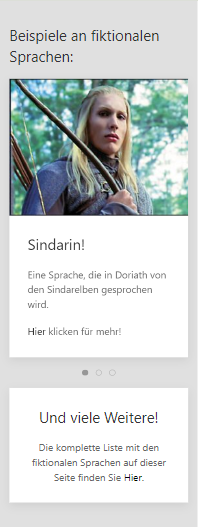 Beispiele an fiktionalen
Sprachen:
Sindarin!
Eine Sprache, die in Doriath von
den Sindarelben gesprochen
wird.
Hier klicken für mehr!
Und viele Weitere!
Die komplette Liste mit den
fiktionalen Sprachen auf dieser
Seite finden Sie Hier.